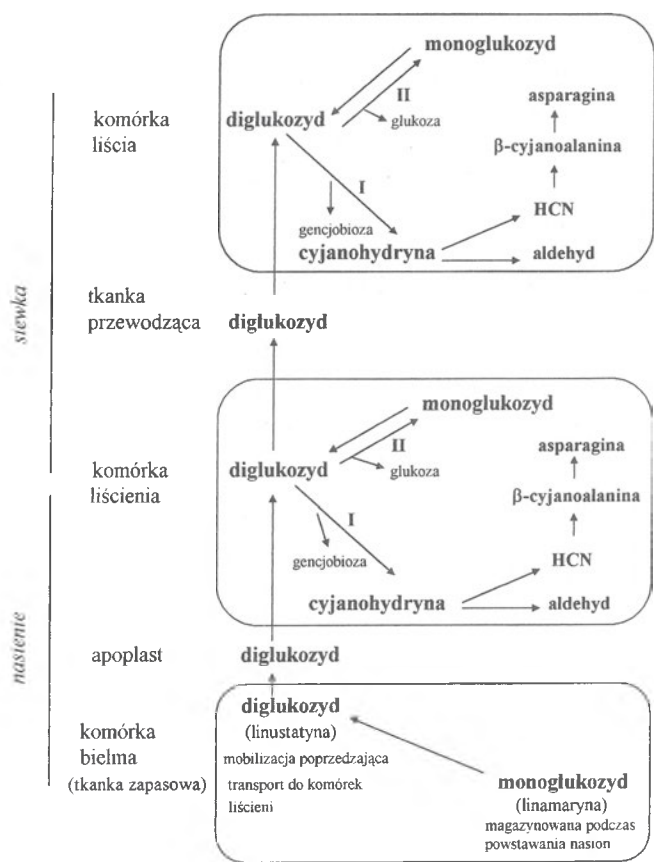 monoglukozyd
II
asparagina
komórka
liścia
diglukozyd
glukoza
β-cyjanoalanina
I
HCN
gencjobioza
cyjanohydryna
aldehyd
siewka
tkanka
przewodząca
diglukozyd
monoglukozyd
II
asparagina
komórka
liścienia
diglukozyd
glukoza
β-cyjanoalanina
I
gencjobioza
HCN
cyjanohydryna
aldehyd
nasienie
apoplast
diglukozyd
komórka
bielma
(tkanka zapasowa)
diglukozyd
(linustatyna)
mobilizacja poprzedzająca
transport do komórek
liścieni
monoglukozyd
(linamaryna)
magazynowana podczas
powstawania nasion